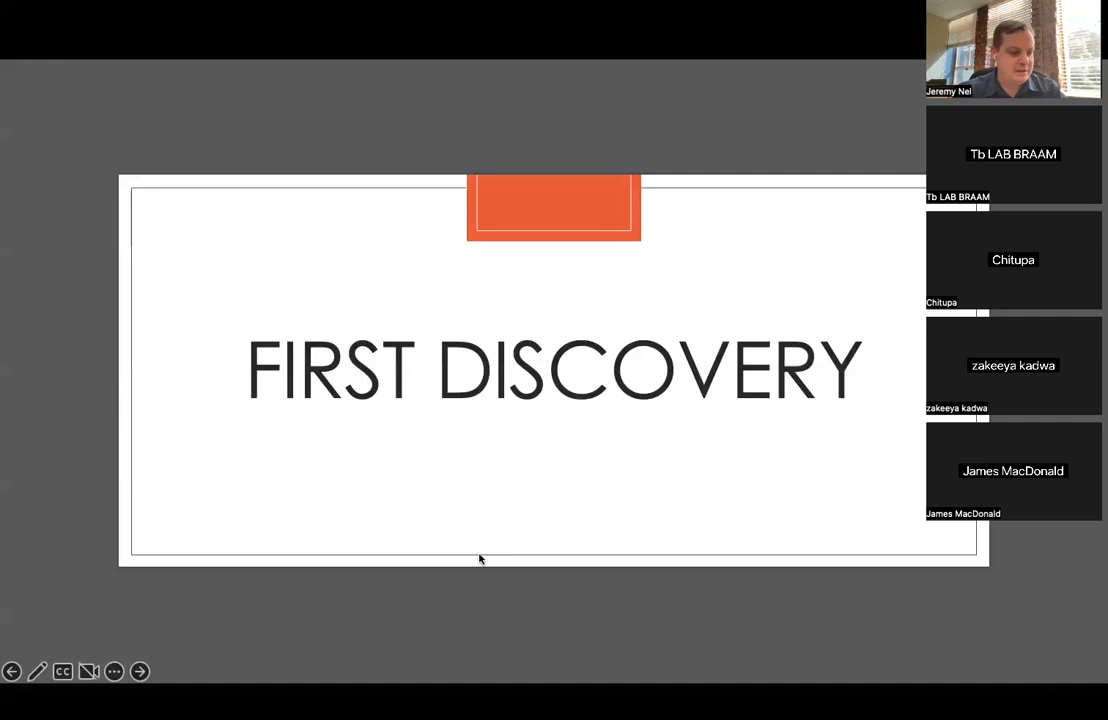 FIRST DISCOVERY
Jeremy Nel
Tb LAB BRAAM
Tb LAB BRAAM
Chitupa
Chitupa
zakeeya kadwa
zakeeya kadwa
James MacDonald
James MacDonald
CC